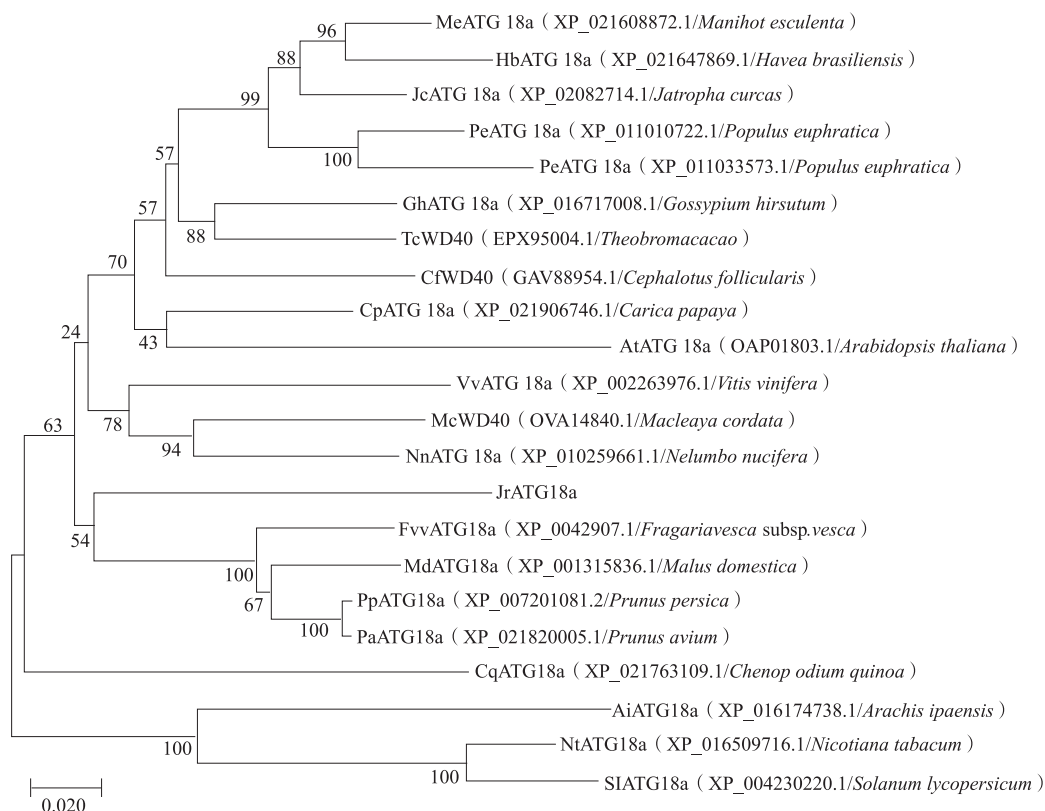 96
MeATG 18a ( XP_021608872.1/Manihot esculenta )
88
HbATG 18a ( XP_021647869.1/Havea brasiliensis )
99
JcATG 18a ( XP_02082714.1/Jatropha curcas )
PeATG 18a ( XP_011010722.1/Populus euphratica )
100
PeATG 18a ( XP_011033573.1/Populus euphratica )
57
GhATG 18a ( XP_016717008.1/Gossypium hirsutum )
57
88
TcWD40 ( EPX95004.1/Theobromacacao )
70
CfWD40 ( GAV88954.1/Cephalotus follicularis )
CpATG 18a ( XP_021906746.1/Carica papaya )
24
43
AtATG 18a ( OAP01803.1/Arabidopsis thaliana )
VvATG 18a ( XP_002263976.1/Vitis vinifera )
63
78
McWD40 ( OVA14840.1/Macleaya cordata )
94
NnATG 18a ( XP_010259661.1/Nelumbo nucifera )
JrATG18a
54
FvvATG18a ( XP_0042907.1/Fragariavesca subsp.vesca )
100
MdATG18a ( XP_001315836.1/Malus domestica )
67
PpATG18a ( XP_007201081.2/Prunus persica )
100
PaATG18a ( XP_021820005.1/Prunus avium )
CqATG18a ( XP_021763109.1/Chenop odium quinoa )
AiATG18a ( XP_016174738.1/Arachis ipaensis )
100
NtATG18a ( XP_016509716.1/Nicotiana tabacum )
100
SlATG18a ( XP_004230220.1/Solanum lycopersicum )
0.020